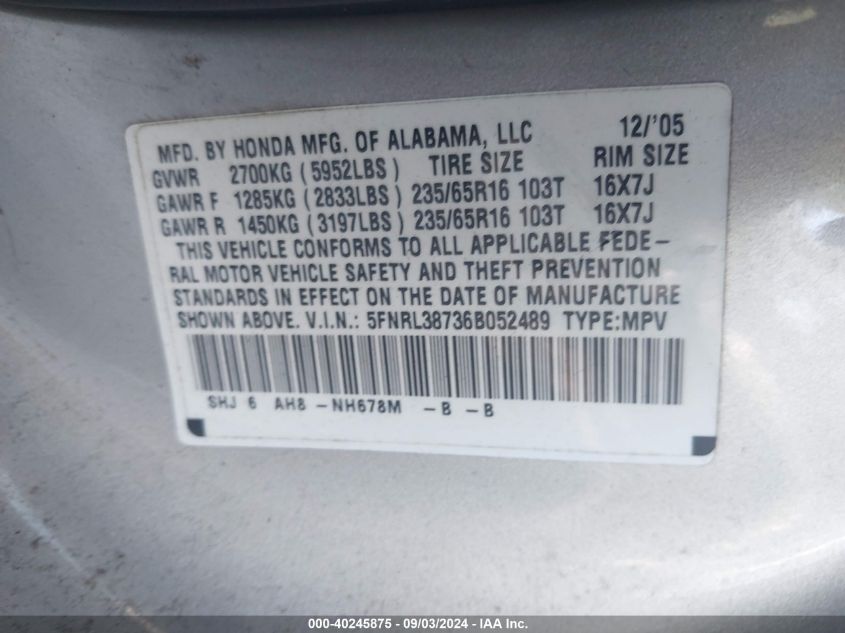 MFD. BY HONDA MFG. OF ALABAMA, LLC 12/'05
GVWR 2700KG (5952LBS) TIRE SIZE RIM SIZE
GAWR F 1285KG (2833LBS) 235/65R16 103T 16X7J
GAWR R 1450KG (3197LBS) 235/65R16 103T 16X7J
THIS VEHICLE CONFORMS TO ALL APPLICABLE FEDE-
RAL MOTOR VEHICLE SAFETY AND THEFT PREVENTION
STANDARDS IN EFFECT ON THE DATE OF MANUFACTURE
SHOWN ABOVE. V.I.N.: 5FNRL38736B052489 TYPE:MPV
SHJ 6 AH8 -NH678M -B -B
000-40245875 - 09/03/2024 - IAA Inc.